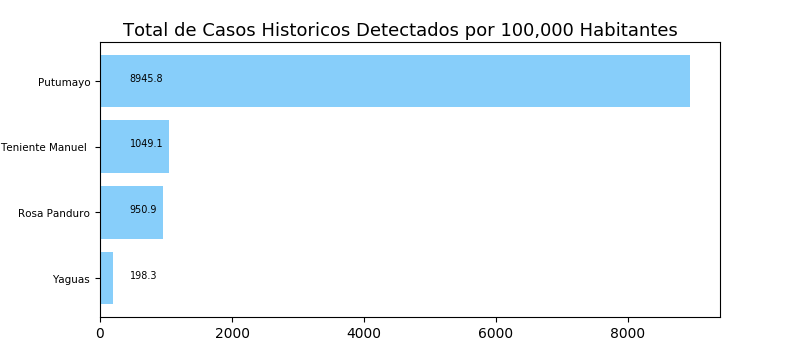 Total de Casos Historicos Detectados por 100,000 Habitantes
Putumayo 8945.8
Teniente Manuel 1049.1
Rosa Panduro 950.9
Yaguas 198.3
0 2000 4000 6000 8000